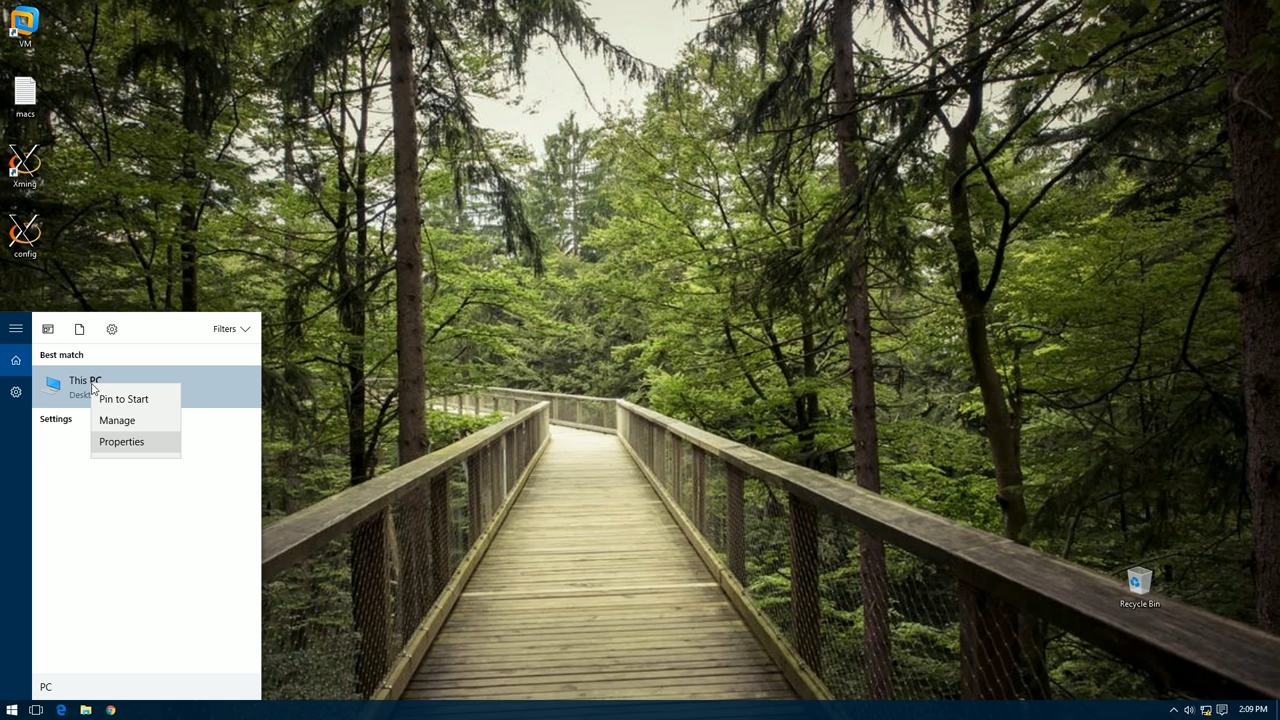 VM
macs
Xming
config
Filters
Best match
This PC
Pin to Start
Manage
Properties
Settings
PC
Recycle Bin
2:09 PM